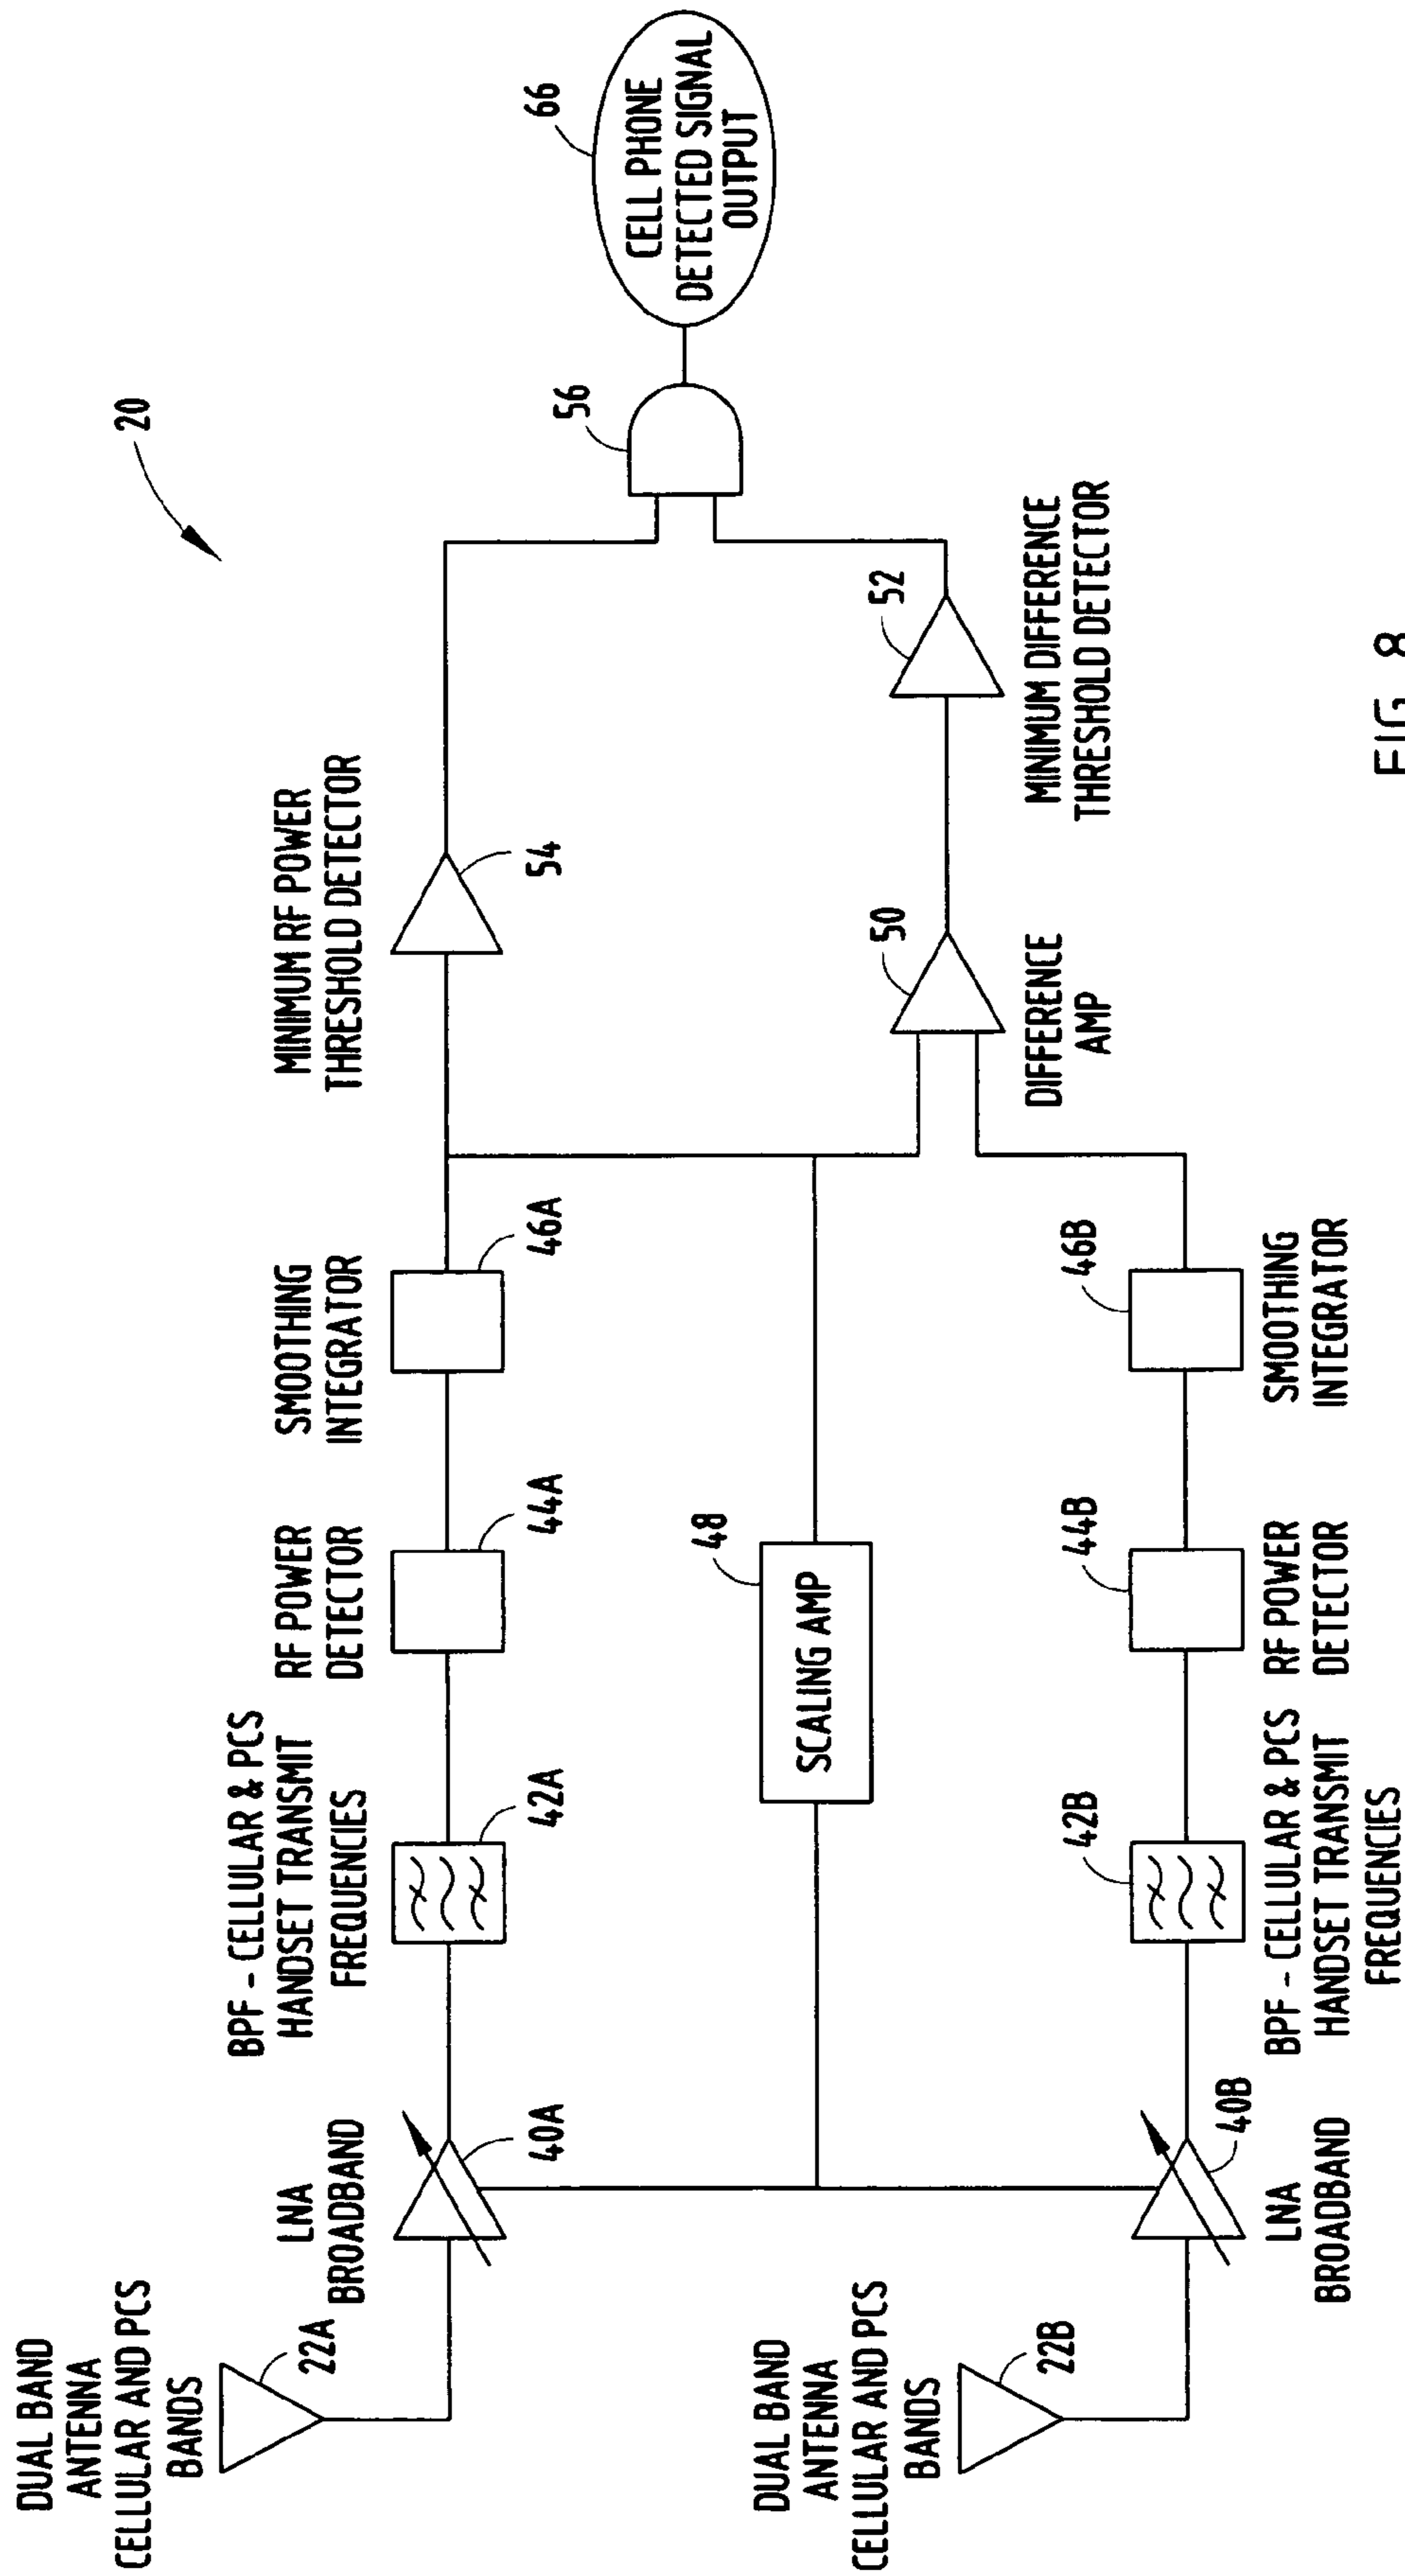 20
DUAL BAND
ANTENNA
CELLULAR AND PCS
BANDS
22A
LNA
BROADBAND
40A
BPF - CELLULAR & PCS
HANDSET TRANSMIT
FREQUENCIES
42A
RF POWER
DETECTOR
44A
SMOOTHING
INTEGRATOR
46A
MINIMUM RF POWER
THRESHOLD DETECTOR
54
56
66
CELL PHONE
DETECTED SIGNAL
OUTPUT
48
SCALING AMP
50
DIFFERENCE
AMP
52
MINIMUM DIFFERENCE
THRESHOLD DETECTOR
DUAL BAND
ANTENNA
CELLULAR AND PCS
BANDS
22B
LNA
BROADBAND
40B
BPF - CELLULAR & PCS
HANDSET TRANSMIT
FREQUENCIES
42B
RF POWER
DETECTOR
44B
SMOOTHING
INTEGRATOR
46B
FIG. 8